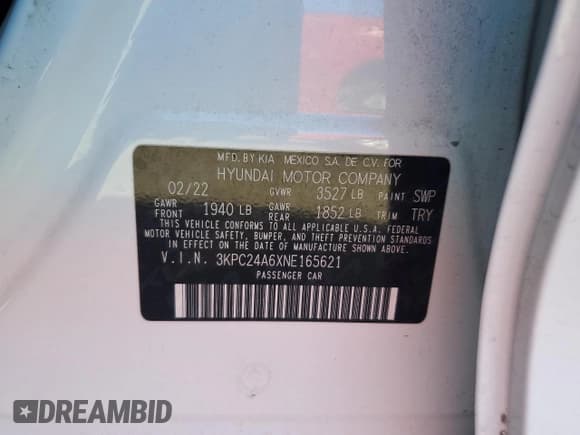 MFD. BY KIA MEXICO S.A. DE C.V. FOR
HYUNDAI MOTOR COMPANY
02/22 GVWR 3527 LB PAINT SWP
GAWR FRONT 1940 LB GAWR REAR 1852 LB TRIM TRY
THIS VEHICLE CONFORMS TO ALL APPLICABLE U.S.A. FEDERAL
MOTOR VEHICLE SAFETY, BUMPER, AND THEFT PREVENTION STANDARDS
IN EFFECT ON THE DATE OF MANUFACTURE SHOWN ABOVE.
V.I.N. 3KPC24A6XNE165621
PASSENGER CAR
DREAMBID